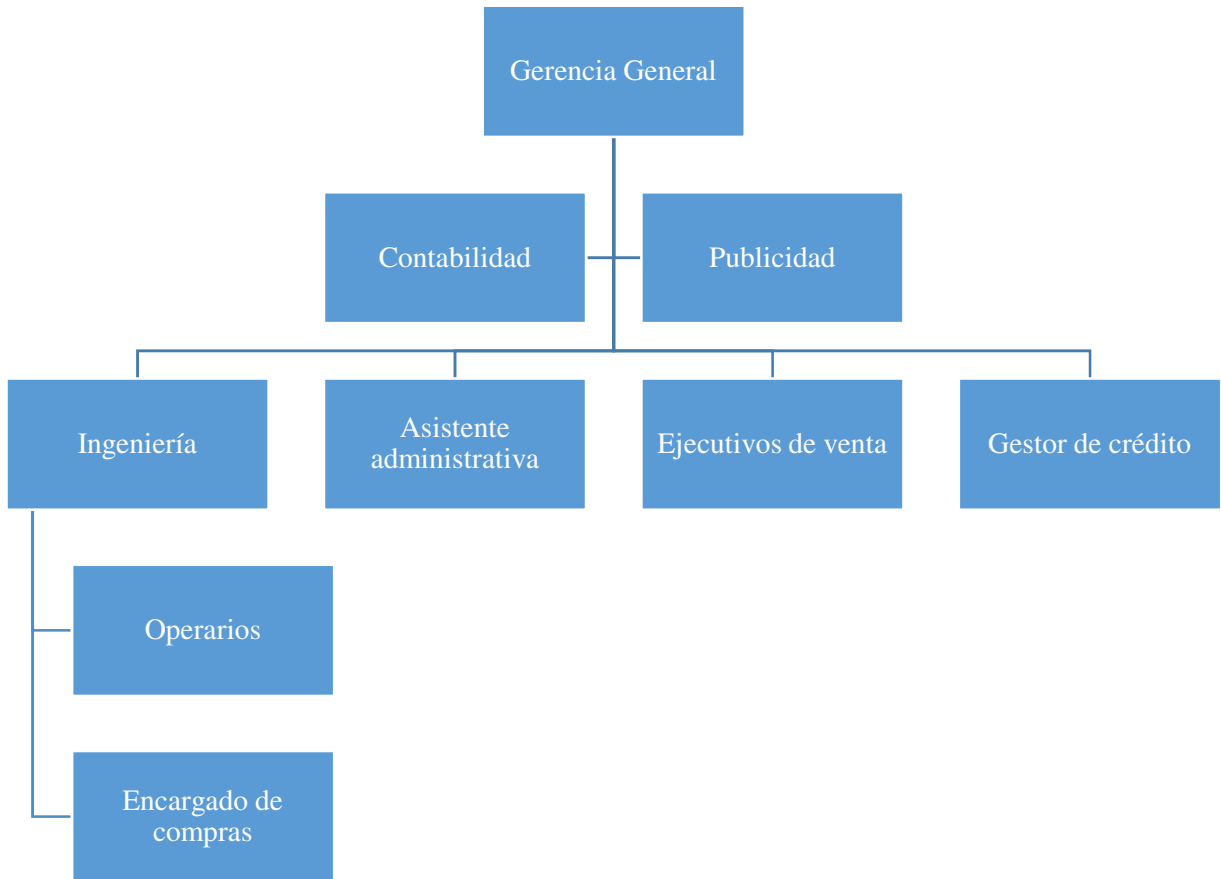 Gerencia General
Contabilidad
Publicidad
Ingeniería
Asistente
administrativa
Ejecutivos de venta
Gestor de crédito
Operarios
Encargado de
compras